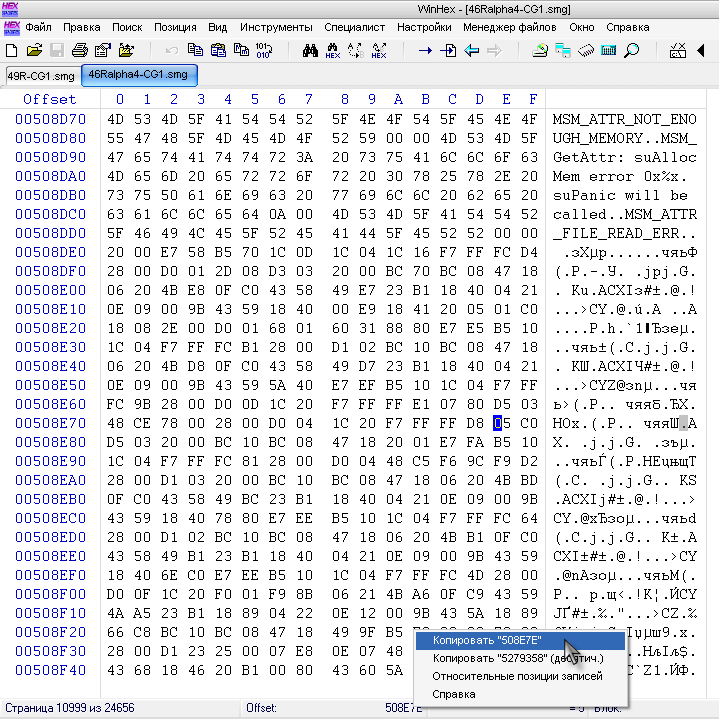 WinHex - [46Ralpha4-CG1.smg]
Файл Правка Поиск Позиция Вид Инструменты Специалист Настройки Менеджер файлов Окно Справка
49R-CG1.smg 46Ralpha4-CG1.smg
Offset 0 1 2 3 4 5 6 7 8 9 A B C D E F
00508D70 4D 53 4D 5F 41 54 54 52 5F 4E 4F 54 5F 45 4E 4F MSM_ATTR_NOT_ENO
00508D80 55 47 48 5F 4D 45 4D 4F 52 59 00 00 4D 53 4D 5F UGH_MEMORY..MSM_
00508D90 47 65 74 41 74 74 72 3A 20 73 75 41 6C 6C 6F 63 GetAttr: suAlloc
00508DA0 4D 65 6D 20 65 72 72 6F 72 20 30 78 25 78 2E 20 Mem error 0x%x.
00508DB0 73 75 50 61 6E 69 63 20 77 69 6C 6C 20 62 65 20 suPanic will be
00508DC0 63 61 6C 6C 65 64 0A 00 4D 53 4D 5F 41 54 54 52 called..MSM_ATTR
00508DD0 5F 46 49 4C 45 5F 52 45 41 44 5F 45 52 52 00 00 _FILE_READ_ERR..
00508DE0 20 00 E7 58 B5 70 1C 0D 1C 04 1C 16 F7 FF FC D4 .зXµp......чяьФ
00508DF0 28 00 D0 01 2D 08 D3 03 20 00 BC 70 BC 08 47 18 (.Р.-.У. .jpj.G.
00508E00 06 20 4B E8 0F C0 43 58 49 E7 23 B1 18 40 04 21 . Kи.АCXIз#±.@.!
00508E10 0E 09 00 9B 43 59 18 40 00 E9 18 41 20 05 01 C0 ...›CY.@.й.A ..А
00508E20 18 08 2E 00 D0 01 68 01 60 31 88 80 E7 E5 B5 10
00508E30 1C 04 F7 FF FC B1 28 00 D1 02 BC 10 BC 08 47 18 ..чяь±(.С.j.j.G.
00508E40 06 20 4B D8 0F C0 43 58 49 D7 23 B1 18 40 04 21 . KШ.АCXIЧ#±.@.!
00508E50 0E 09 00 9B 43 59 5A 40 E7 EF B5 10 1C 04 F7 FF ...›CYZ@зпµ...чя
00508E60 FC 9B 28 00 D0 0D 1C 20 F7 FF FF E1 07 80 D5 03 ь›(.Р.. чяяб.ЂХ.
00508E70 48 CE 78 00 28 00 D0 04 1C 20 F7 FF FF D8 05 C0 HОx.(.Р.. чяяШ.А
00508E80 D5 03 20 00 BC 10 BC 08 47 18 20 01 E7 FA B5 10 Х. .j.j.G. .зъµ.
00508E90 1C 04 F7 FF FC 81 28 00 D0 04 48 C5 F6 9C F9 D2 ..чяьЃ(.Р.HЕцњщТ
00508EA0 28 00 D1 03 20 00 BC 10 BC 08 47 18 06 20 4B BD (.С. .j.j.G.. KЅ
00508EB0 0F C0 43 58 49 BC 23 B1 18 40 04 21 0E 09 00 9B .АCXIj#±.@.!...›
00508EC0 43 59 18 40 78 80 E7 EE B5 10 1C 04 F7 FF FC 64 CY.@xЂзоµ...чяьd
00508ED0 28 00 D1 02 BC 10 BC 08 47 18 06 20 4B B1 0F C0 (.С.j.j.G.. K±.А
00508EE0 43 58 49 B1 23 B1 18 40 04 21 0E 09 00 9B 43 59 CXI±#±.@.!...›CY
00508EF0 18 40 6E C0 E7 EE B5 10 1C 04 F7 FF FC 4D 28 00 .@nАзоµ...чяьM(.
00508F00 D0 0F 1C 20 F0 01 F9 8B 06 21 4B A6 0F C9 43 59 Р.. р.щ‹.!K¦.ЙCY
00508F10 4A A5 23 B1 18 89 04 22 0E 12 00 9B 43 5A 18 89 JҐ#±.‰."...›CZ.‰
00508F20 66 C8 BC 10 BC 08 47 18 49 9F B5
00508F30 28 00 D1 23 25 00 07 E8 0E 07 48
00508F40 43 68 18 46 20 B1 00 80 43 60 5A
Копировать "508E7E"
Копировать "5279358" (десятич.)
Относительные позиции записей
Справка
Страница 10999 из 24656 Offset: 508E7E = 5 Блок: